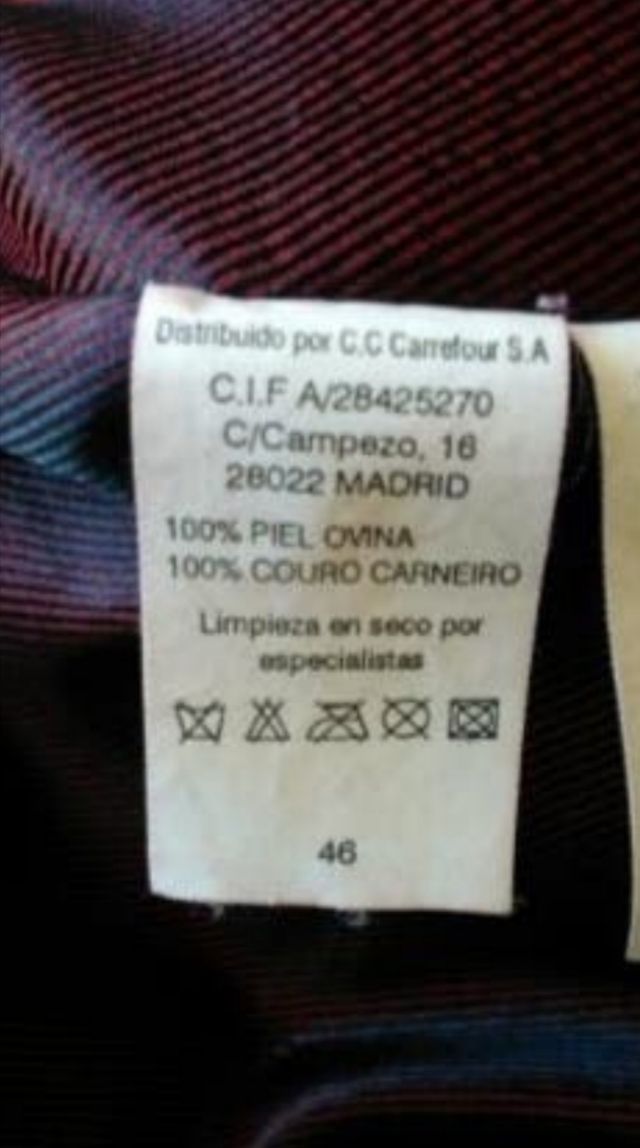 Distribuido por C.C Carrefour S.A
C.I.F A/28425270
C/Campezo, 16
28022 MADRID
100% PIEL OVINA
100% COURO CARNEIRO
Limpieza en seco por
especialistas
46